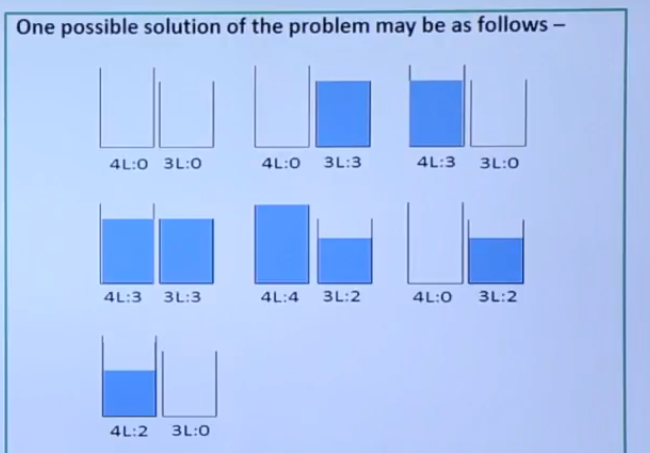 One possible solution of the problem may be as follows –
4L:0 3L:0 4L:0 3L:3 4L:3 3L:0
4L:3 3L:3 4L:4 3L:2 4L:0 3L:2
4L:2 3L:0